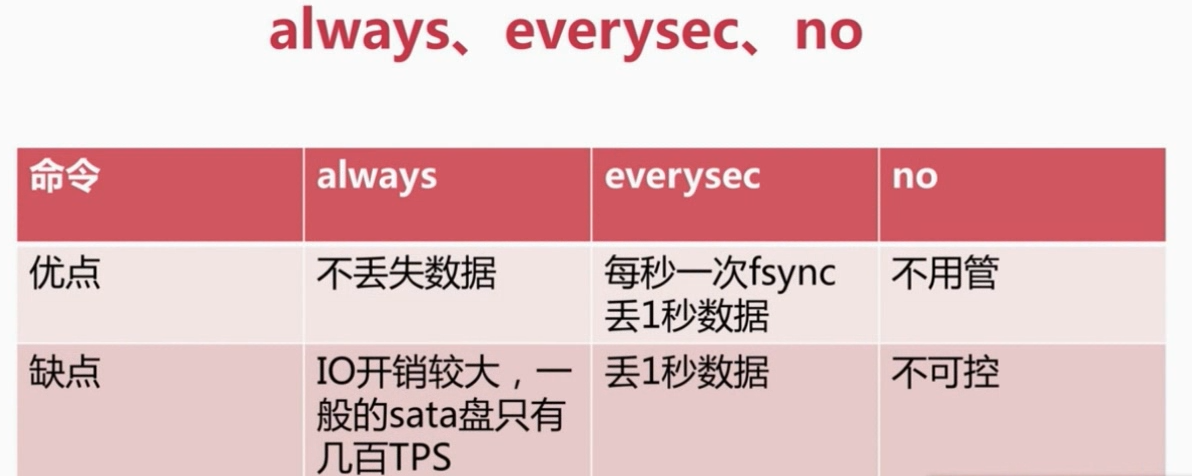 always、everysec、no
命令 always everysec no
优点 不丢失数据 每秒一次fsync 不用管
丢1秒数据
缺点 IO开销较大，一 丢1秒数据 不可控
般的sata盘只有
几百TPS